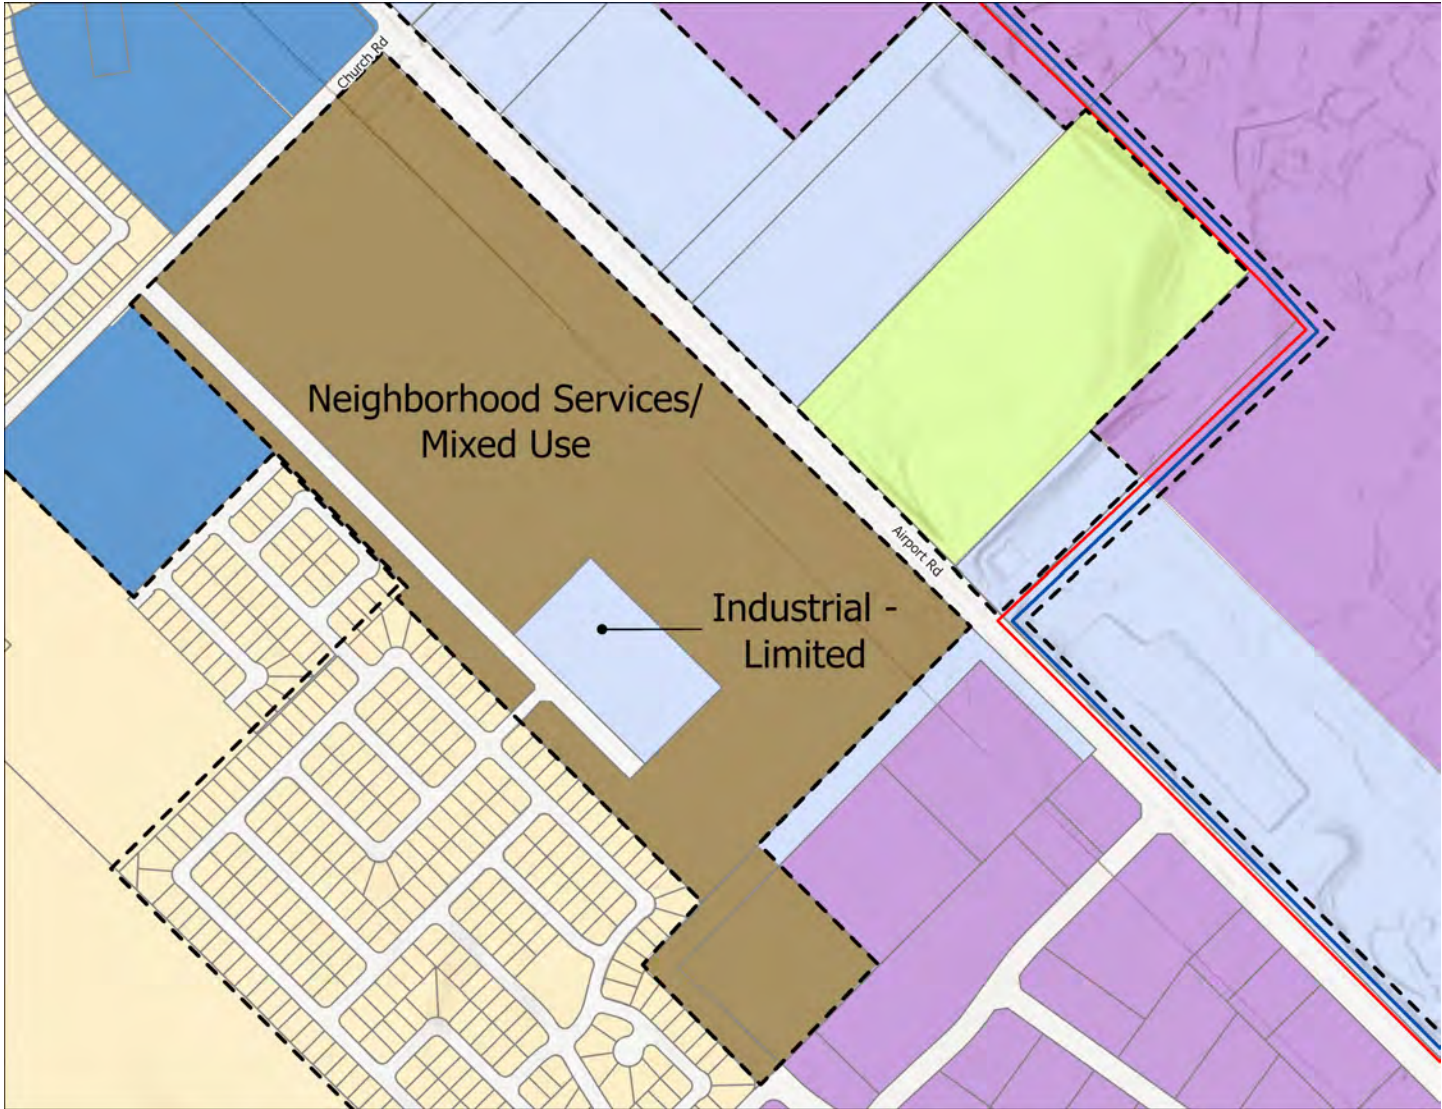 Church Rd
Neighborhood Services/
Mixed Use
Airport Rd
Industrial -
Limited